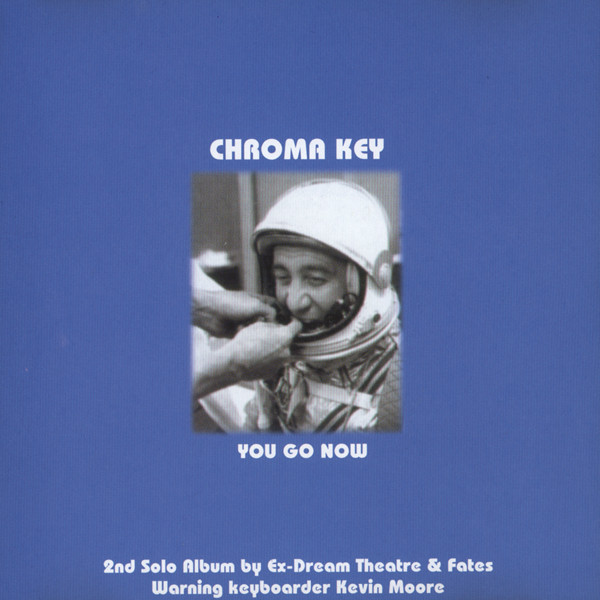 CHROMA KEY
YOU GO NOW
2nd Solo Album by Ex-Dream Theatre & Fates
Warning keyboarder Kevin Moore